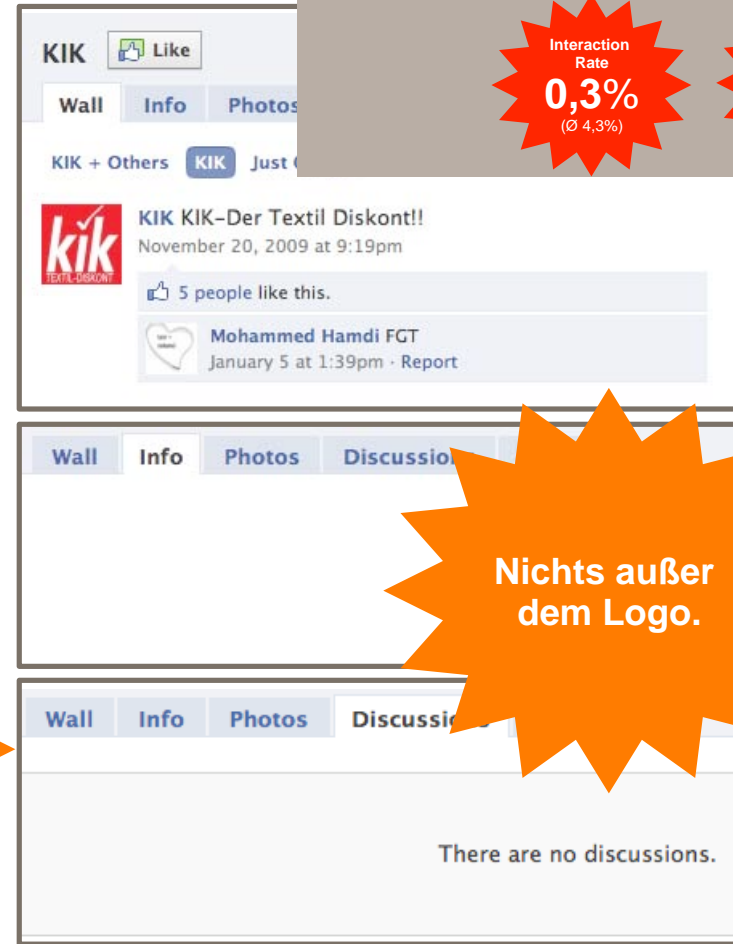 Interaction
Rate
0,3%
(Ø 4,3%)
KIK Like
Wall Info Photos
KIK + Others KIK Just
kik
TEXTIL-DISKONT
KIK KIK-Der Textil Diskont!!
November 20, 2009 at 9:19pm
5 people like this.
Mohammed Hamdi FGT
January 5 at 1:39pm · Report
Wall Info Photos Discussion
Nichts außer
dem Logo.
Wall Info Photos Discussi
There are no discussions.